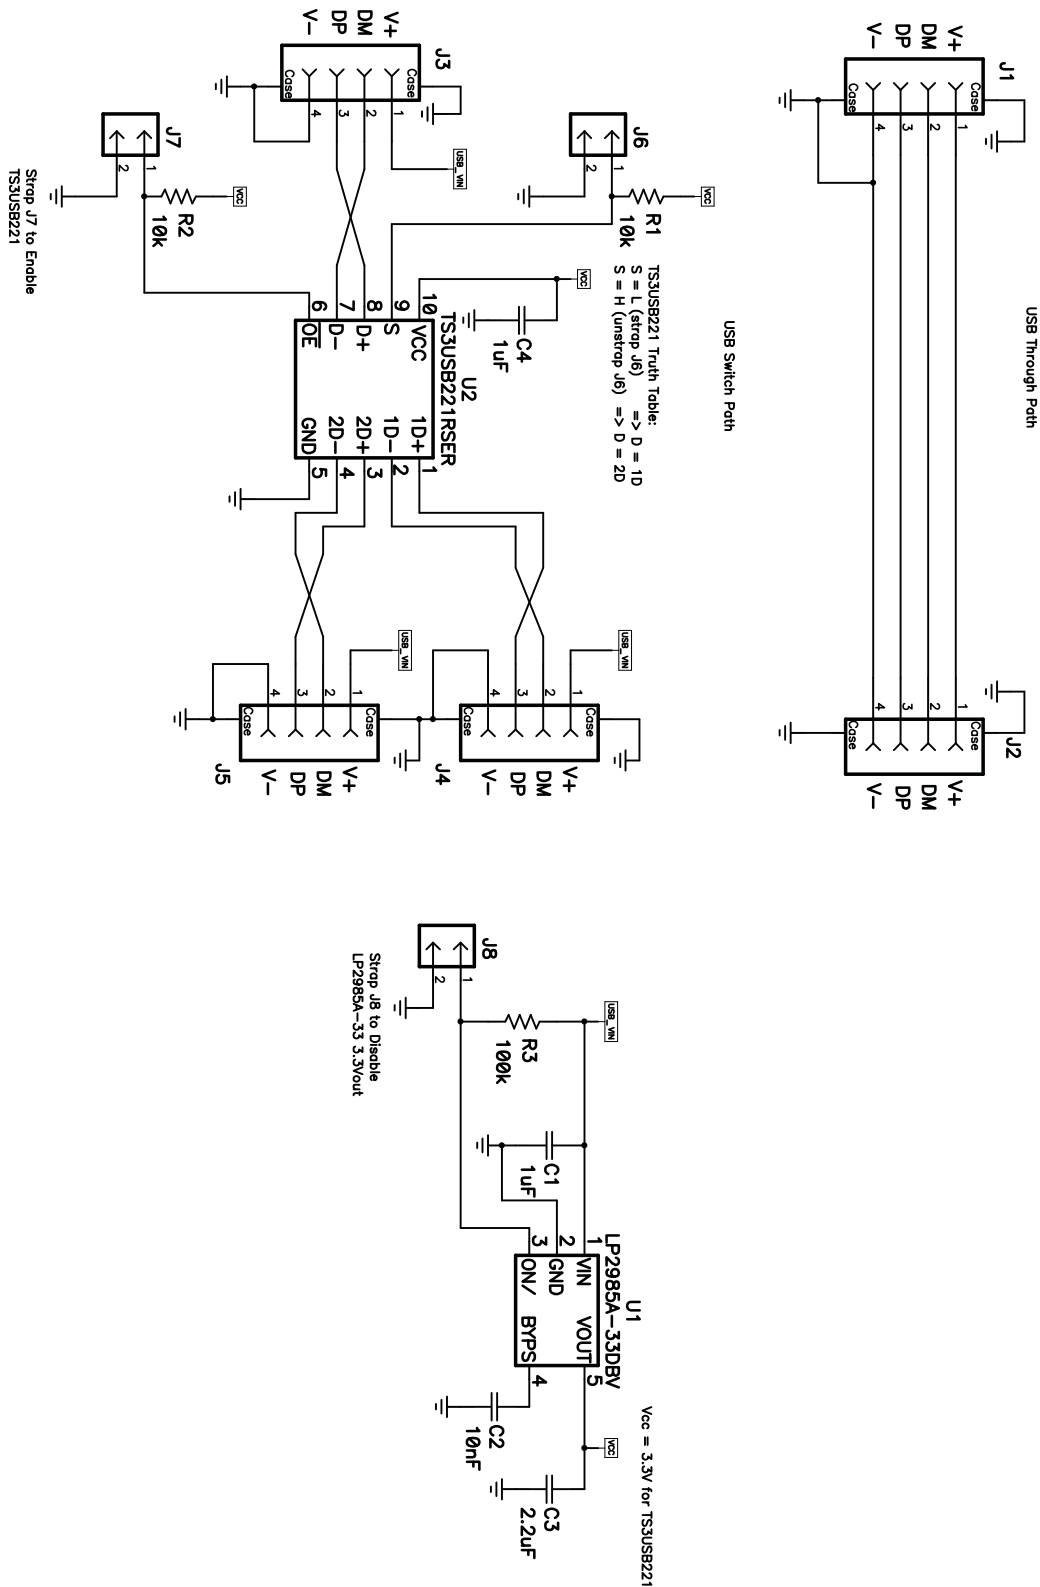 USB Through Path
J1
Case
V+
DM
DP
V-
1
2
3
4
Case
J2
Case
1
2
3
4
Case
V+
DM
DP
V-
USB Switch Path
TS3USB221 Truth Table:
S = L (strap J6) => D = 1D
S = H (unstrap J6) => D = 2D
J6
1
2
VCC
R1
10k
J3
Case
V+
DM
DP
V-
1
2
3
4
Case
USB_VIN
VCC
C4
1uF
J7
1
2
VCC
R2
10k
Strap J7 to Enable
TS3USB221
U2
TS3USB221RSER
10
9
8
7
6
VCC
S
D+
D-
OE
1D+
1D-
2D+
2D-
GND
1
2
3
4
5
USB_VIN
1
2
3
4
Case
Case
J4
V+
DM
DP
V-
USB_VIN
1
2
3
4
Case
Case
J5
V+
DM
DP
V-
J8
1
2
Strap J8 to Disable
LP2985A-33 3.3Vout
USB_VIN
R3
100k
C1
1uF
U1
LP2985A-33DBV
1
2
3
VIN
GND
ON/
VOUT
BYPS
5
4
C2
10nF
VCC
C3
2.2uF
Vcc = 3.3V for TS3USB221